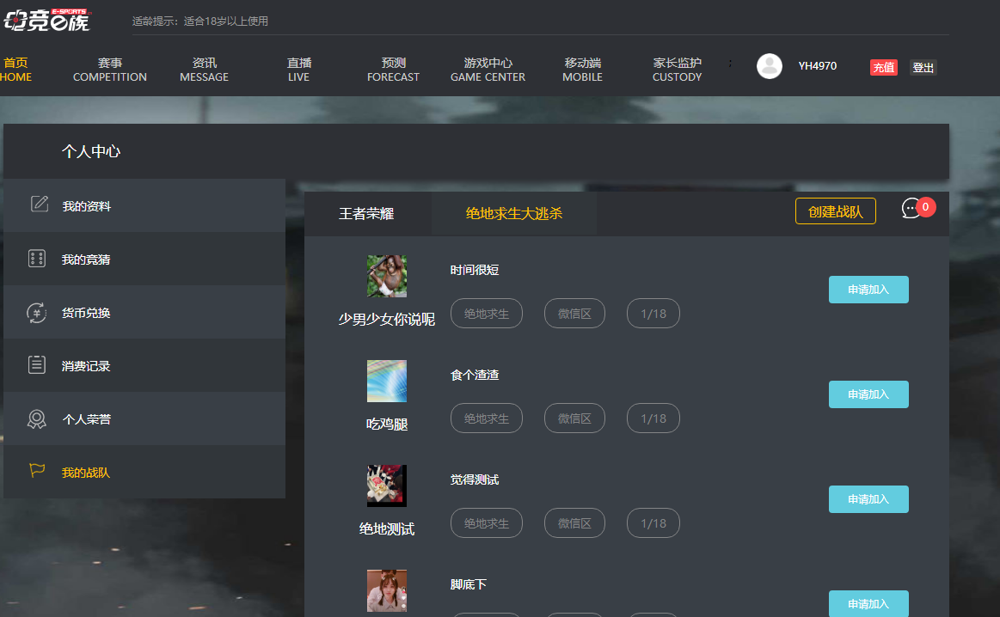 E-SPORTS
电竞e族
适龄提示：适合18岁以上使用
首页 赛事 资讯 直播 预测 游戏中心 移动端 家长监护 :
HOME COMPETITION MESSAGE LIVE FORECAST GAME CENTER MOBILE CUSTODY
YH4970 充值 登出
个人中心
我的资料
我的竞猜
货币兑换
消费记录
个人荣誉
我的战队
王者荣耀 绝地求生大逃杀 创建战队 0
时间很短
少男少女你说呢 绝地求生 微信区 1/18 申请加入
食个渣渣
吃鸡腿 绝地求生 微信区 1/18 申请加入
觉得测试
绝地测试 绝地求生 微信区 1/18 申请加入
脚底下
申请加入